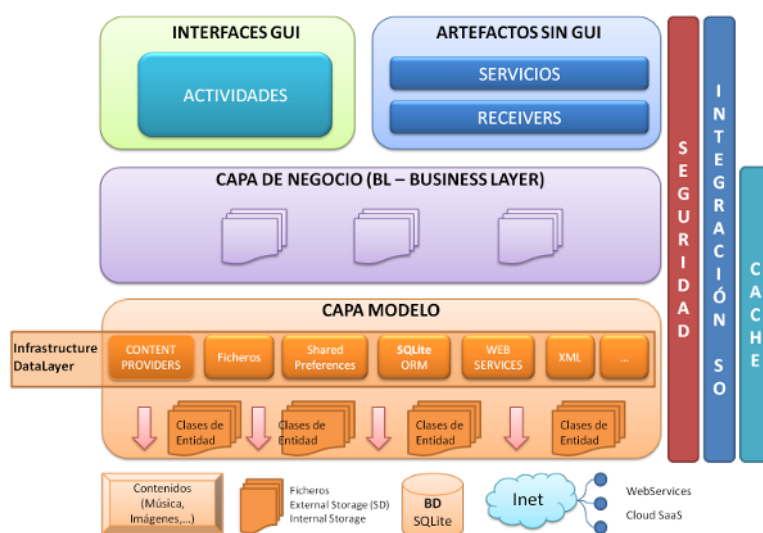 INTERFACES GUI
ACTIVIDADES
ARTEFACTOS SIN GUI
SERVICIOS
RECEIVERS
CAPA DE NEGOCIO (BL – BUSINESS LAYER)
CAPA MODELO
Infrastructure
DataLayer
CONTENT
PROVIDERS
Ficheros
Shared
Preferences
SQLite
ORM
WEB
SERVICES
XML
...
Clases de
Entidad
Clases de
Entidad
Clases de
Entidad
Clases de
Entidad
Contenidos
(Música,
Imágenes,...)
Ficheros
External Storage (SD)
Internal Storage
BD
SQLite
Inet
WebServices
Cloud SaaS
SEGURIDAD
INTEGRACIÓN SO
CACHE